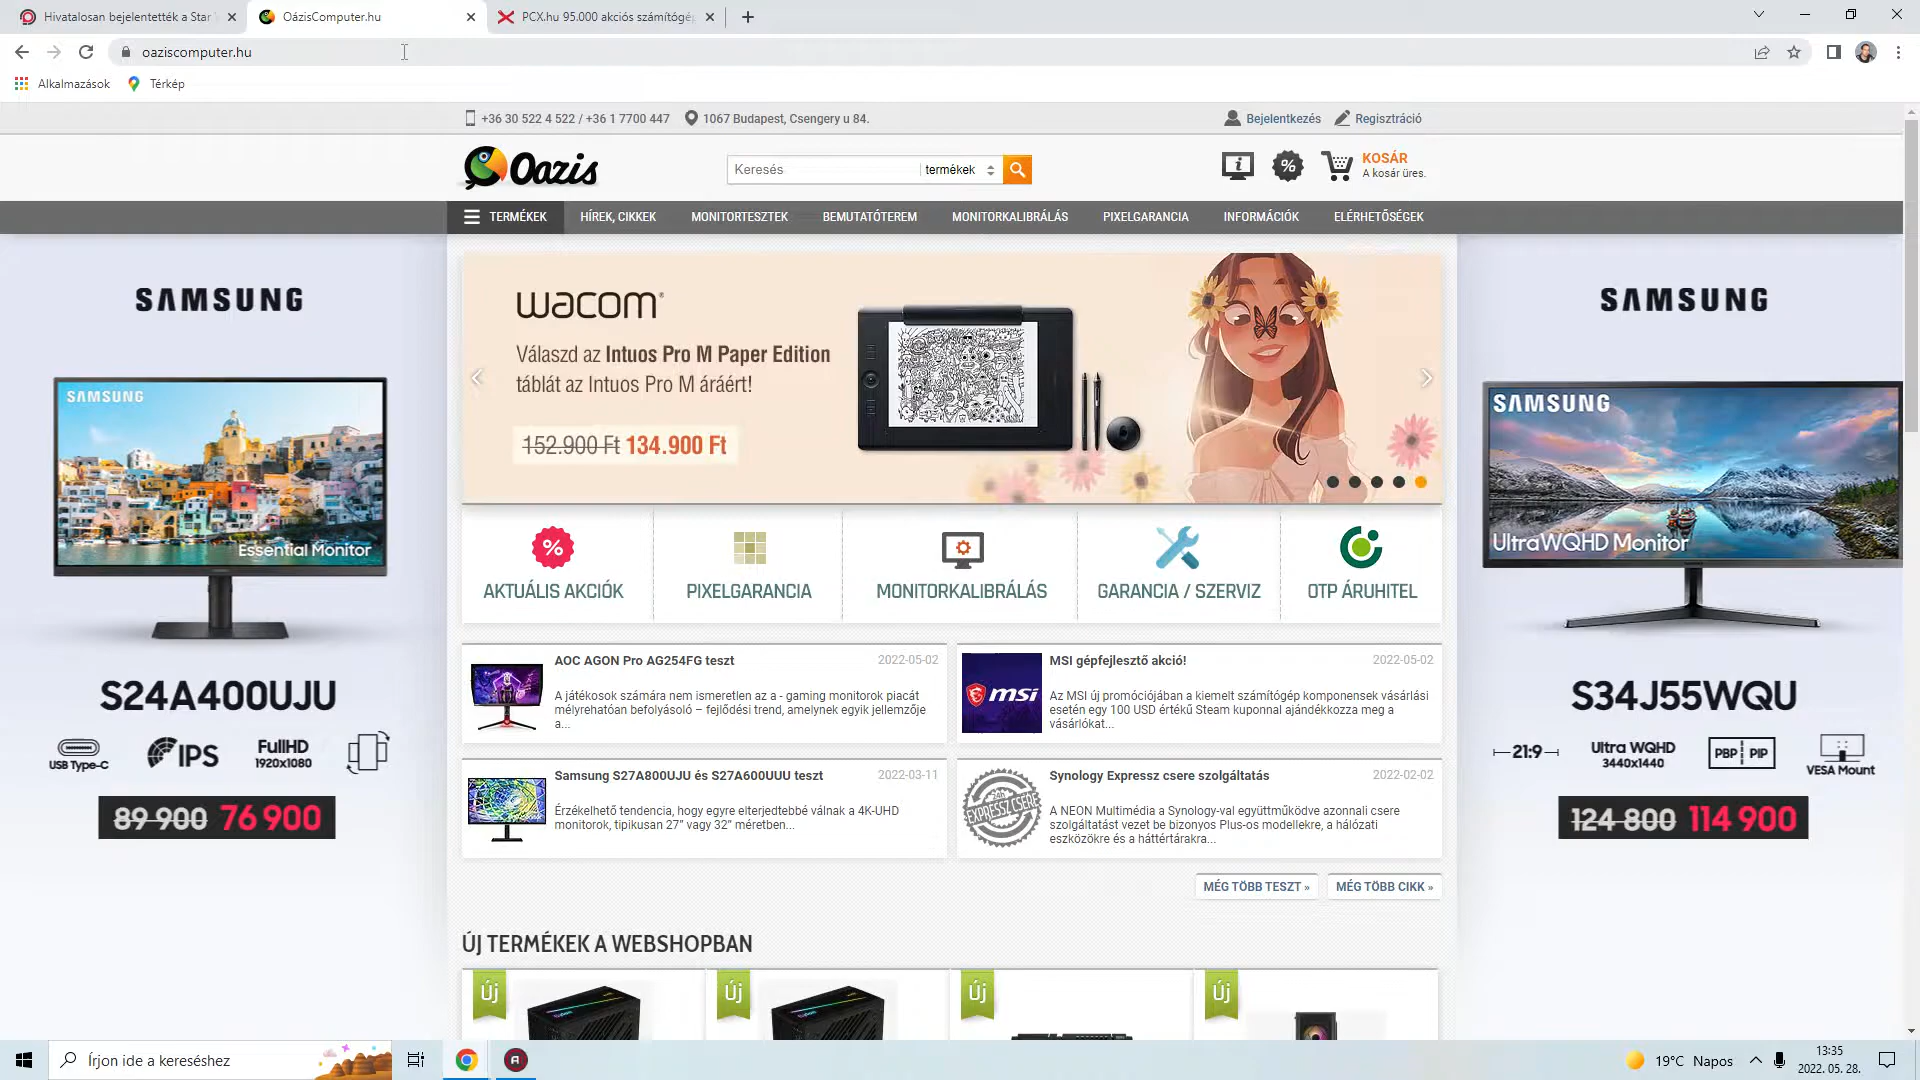 Hivatalosan bejelentették a Star
OázisComputer.hu
PCX.hu 95.000 akciós számítógé
oaziscomputer.hu
Alkalmazások
Térkép
+36 30 522 4 522 / +36 1 7700 447
1067 Budapest, Csengery u 84.
Bejelentkezés
Regisztráció
Oazis
Keresés
termékek
KOSÁR
A kosár üres.
TERMÉKEK
HÍREK, CIKKEK
MONITORTESZTEK
BEMUTATÓTEREM
MONITORKALIBRÁLÁS
PIXELGARANCIA
INFORMÁCIÓK
ELÉRHETŐSÉGEK
SAMSUNG
SAMSUNG
Essential Monitor
S24A400UJU
USB Type-C
IPS
FullHD
1920x1080
89 900 76 900
wacom®
Válaszd az Intuos Pro M Paper Edition
táblát az Intuos Pro M áráért!
152.900 Ft 134.900 Ft
SAMSUNG
SAMSUNG
UltraWQHD Monitor
S34J55WQU
21:9
Ultra WQHD
3440x1440
PBP PIP
VESA Mount
124 800 114 900
%
AKTUÁLIS AKCIÓK
PIXELGARANCIA
MONITORKALIBRÁLÁS
GARANCIA / SZERVIZ
OTP ÁRUHITEL
AOC AGON Pro AG254FG teszt
2022-05-02
A játékosok számára nem ismeretlen az a - gaming monitorok piacát
mélyrehatóan befolyásoló – fejlődési trend, amelynek egyik jellemzője
a...
msi
MSI gépfejlesztő akció!
2022-05-02
Az MSI új promóciójában a kiemelt számítógép komponensek vásárlási
esetén egy 100 USD értékű Steam kuponnal ajándékkozza meg a
vásárlókat...
Samsung S27A800UJU és S27A600UUU teszt
2022-03-11
Érzékelhető tendencia, hogy egyre elterjedtebbé válnak a 4K-UHD
monitorok, tipikusan 27” vagy 32” méretben...
24h
EXPRESSZ CSERE
Synology Expressz csere szolgáltatás
2022-02-02
A NEON Multimédia a Synology-val együttműködve azonnali csere
szolgáltatást vezet be bizonyos Plus-os modellekre, a hálózati
eszközökre és a háttértárakra...
MÉG TÖBB TESZT »
MÉG TÖBB CIKK »
ÚJ TERMÉKEK A WEBSHOPBAN
Új
Új
Új
Új
Írjon ide a kereséshez
19°C Napos
13:35
2022. 05. 28.